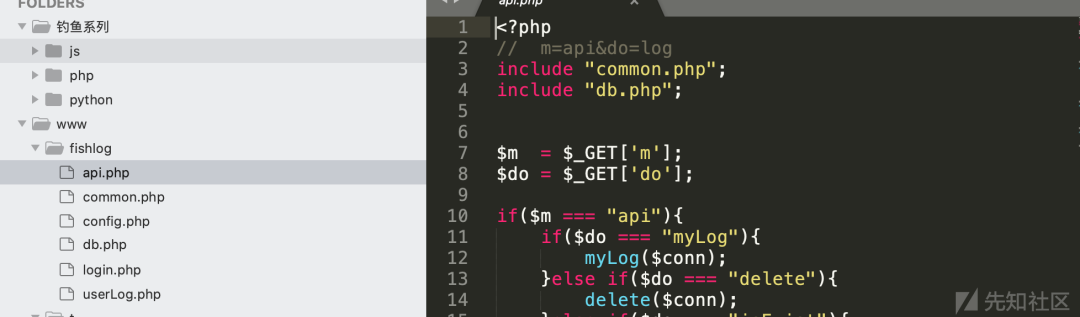 FOLDERS
钓鱼系列
js
php
python
www
fishlog
api.php
common.php
config.php
db.php
login.php
userLog.php
api.php ×
1 <?php
2 // m=api&do=log
3 include "common.php";
4 include "db.php";
5
6
7 $m = $_GET['m'];
8 $do = $_GET['do'];
9
10 if($m === "api"){
11 if($do === "myLog"){
12 myLog($conn);
13 }else if($do === "delete"){
14 delete($conn);
先知社区